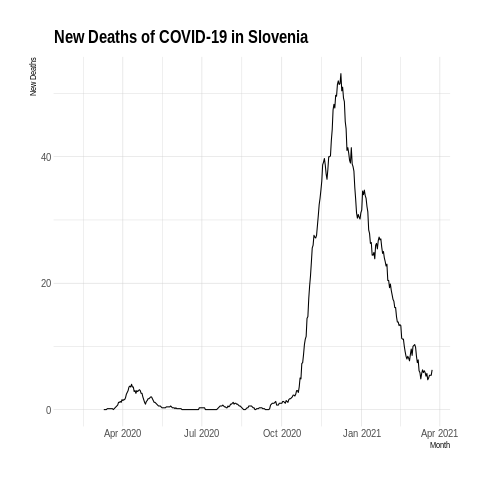 New Deaths of COVID-19 in Slovenia
New Deaths
40
20
0
Apr 2020 Jul 2020 Oct 2020 Jan 2021 Apr 2021
Month